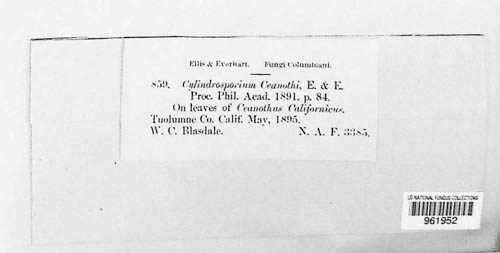 Ellis & Everhart. Fungi Columbiani.
859. Cylindrosporium Ceanothi, E. & E.
Proc. Phil. Acad. 1891, p. 84.
On leaves of Ceanothus Californicus.
Tuolumne Co. Calif. May, 1895.
W. C. Blasdale. N. A. F. 3385.
US NATIONAL FUNGUS COLLECTIONS
961952